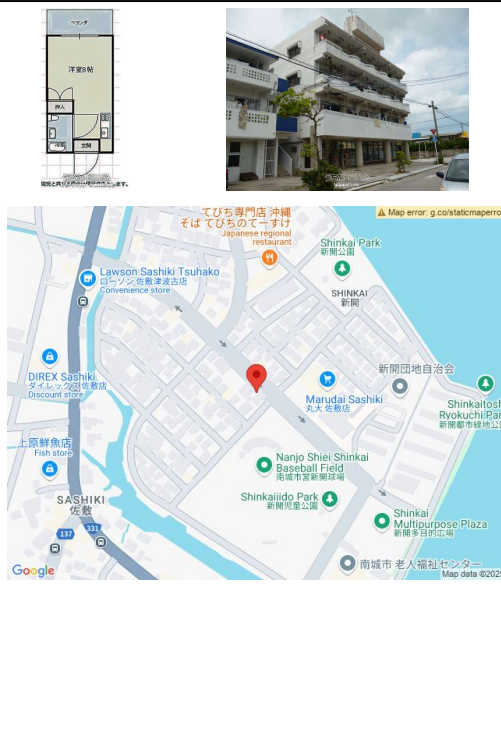 ベランダ
洋室8帖
押入
冷蔵
玄関
Map error: g.co/staticmaperro
てびち専門店 沖縄
そば てびちのてーすけ
Japanese regional
restaurant
Shinkai Park
新開公園
Lawson Sashiki Tsuhako
ローソン 佐敷津波古店
Convenience store
SHINKAI
新開
DIREX Sashiki
ダイレックス 佐敷店
Discount store
新開団地自治会
Marudai Sashiki
丸大 佐敷店
Shinkaitosh
Ryokuchi Par
新開都市緑地公
上原鮮魚店
Fish store
Nanjo Shiei Shinkai
Baseball Field
南城市営新開球場
Shinkaijido Park
新開児童公園
SASHIKI
佐敷
Shinkai
Multipurpose Plaza
新開多目的広場
331
137
南城市 老人福祉センター
Google
Map data ©2025